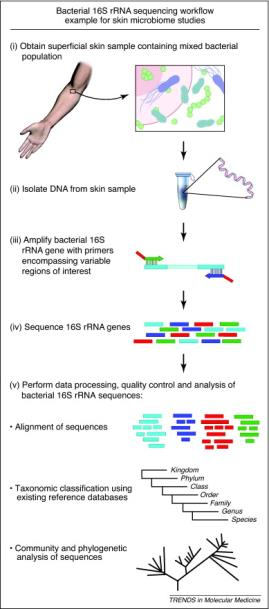 Bacterial 16S rRNA sequencing workflow
example for skin microbiome studies
(i) Obtain superficial skin sample containing mixed bacterial
population
(ii) Isolate DNA from skin sample
(iii) Amplify bacterial 16S
rRNA gene with primers
encompassing variable
regions of interest
(iv) Sequence 16S rRNA genes
(v) Perform data processing, quality control and analysis of
bacterial 16S rRNA sequences:
• Alignment of sequences
Kingdom
Phylum
Class
Order
Family
Genus
Species
• Taxonomic classification using
existing reference databases
• Community and phylogenetic
analysis of sequences
TRENDS in Molecular Medicine